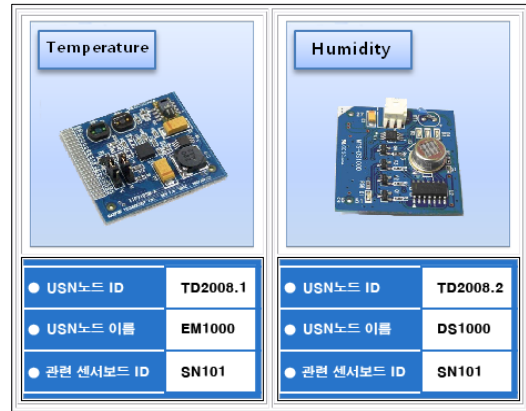 Temperature
Humidity
USN노드 ID TD2008.1
USN노드 이름 EM1000
관련 센서보드 ID SN101
USN노드 ID TD2008.2
USN노드 이름 DS1000
관련 센서보드 ID SN101